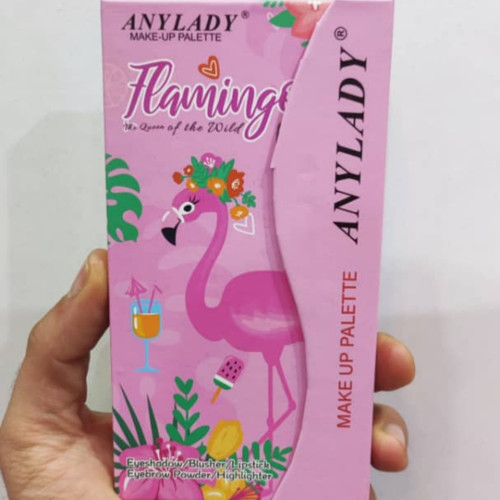 ANYLADY®
MAKE-UP PALETTE
Flamingo
The Queen of the Wild
Eyeshadow/Blusher/Lipstick
Eyebrow Powder/Highlighter
MAKE UP PALETTE ANYLADY®